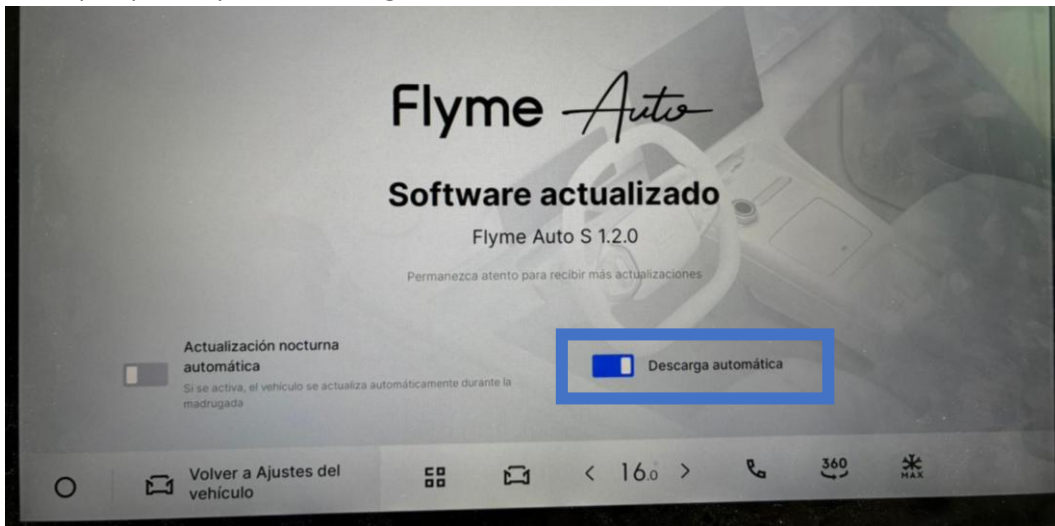 Flyme Auto
Software actualizado
Flyme Auto S 1.2.0
Permanezca atento para recibir más actualizaciones
Actualización nocturna
automática
Si se activa, el vehículo se actualiza automáticamente durante la
madrugada
Descarga automática
Volver a Ajustes del
vehículo
16.0
360
MAX